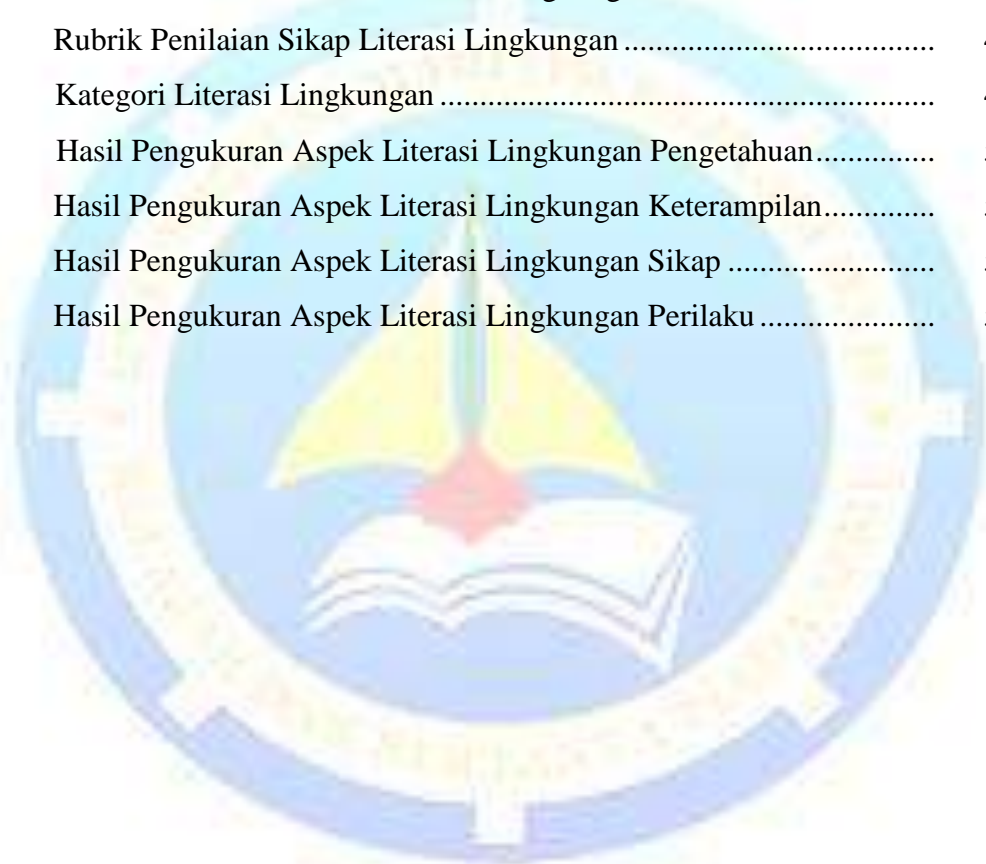 Rubrik Penilaian Sikap Literasi Lingkungan ......................................
Kategori Literasi Lingkungan .............................................................
Hasil Pengukuran Aspek Literasi Lingkungan Pengetahuan...............
Hasil Pengukuran Aspek Literasi Lingkungan Keterampilan..............
Hasil Pengukuran Aspek Literasi Lingkungan Sikap ..........................
Hasil Pengukuran Aspek Literasi Lingkungan Perilaku ......................